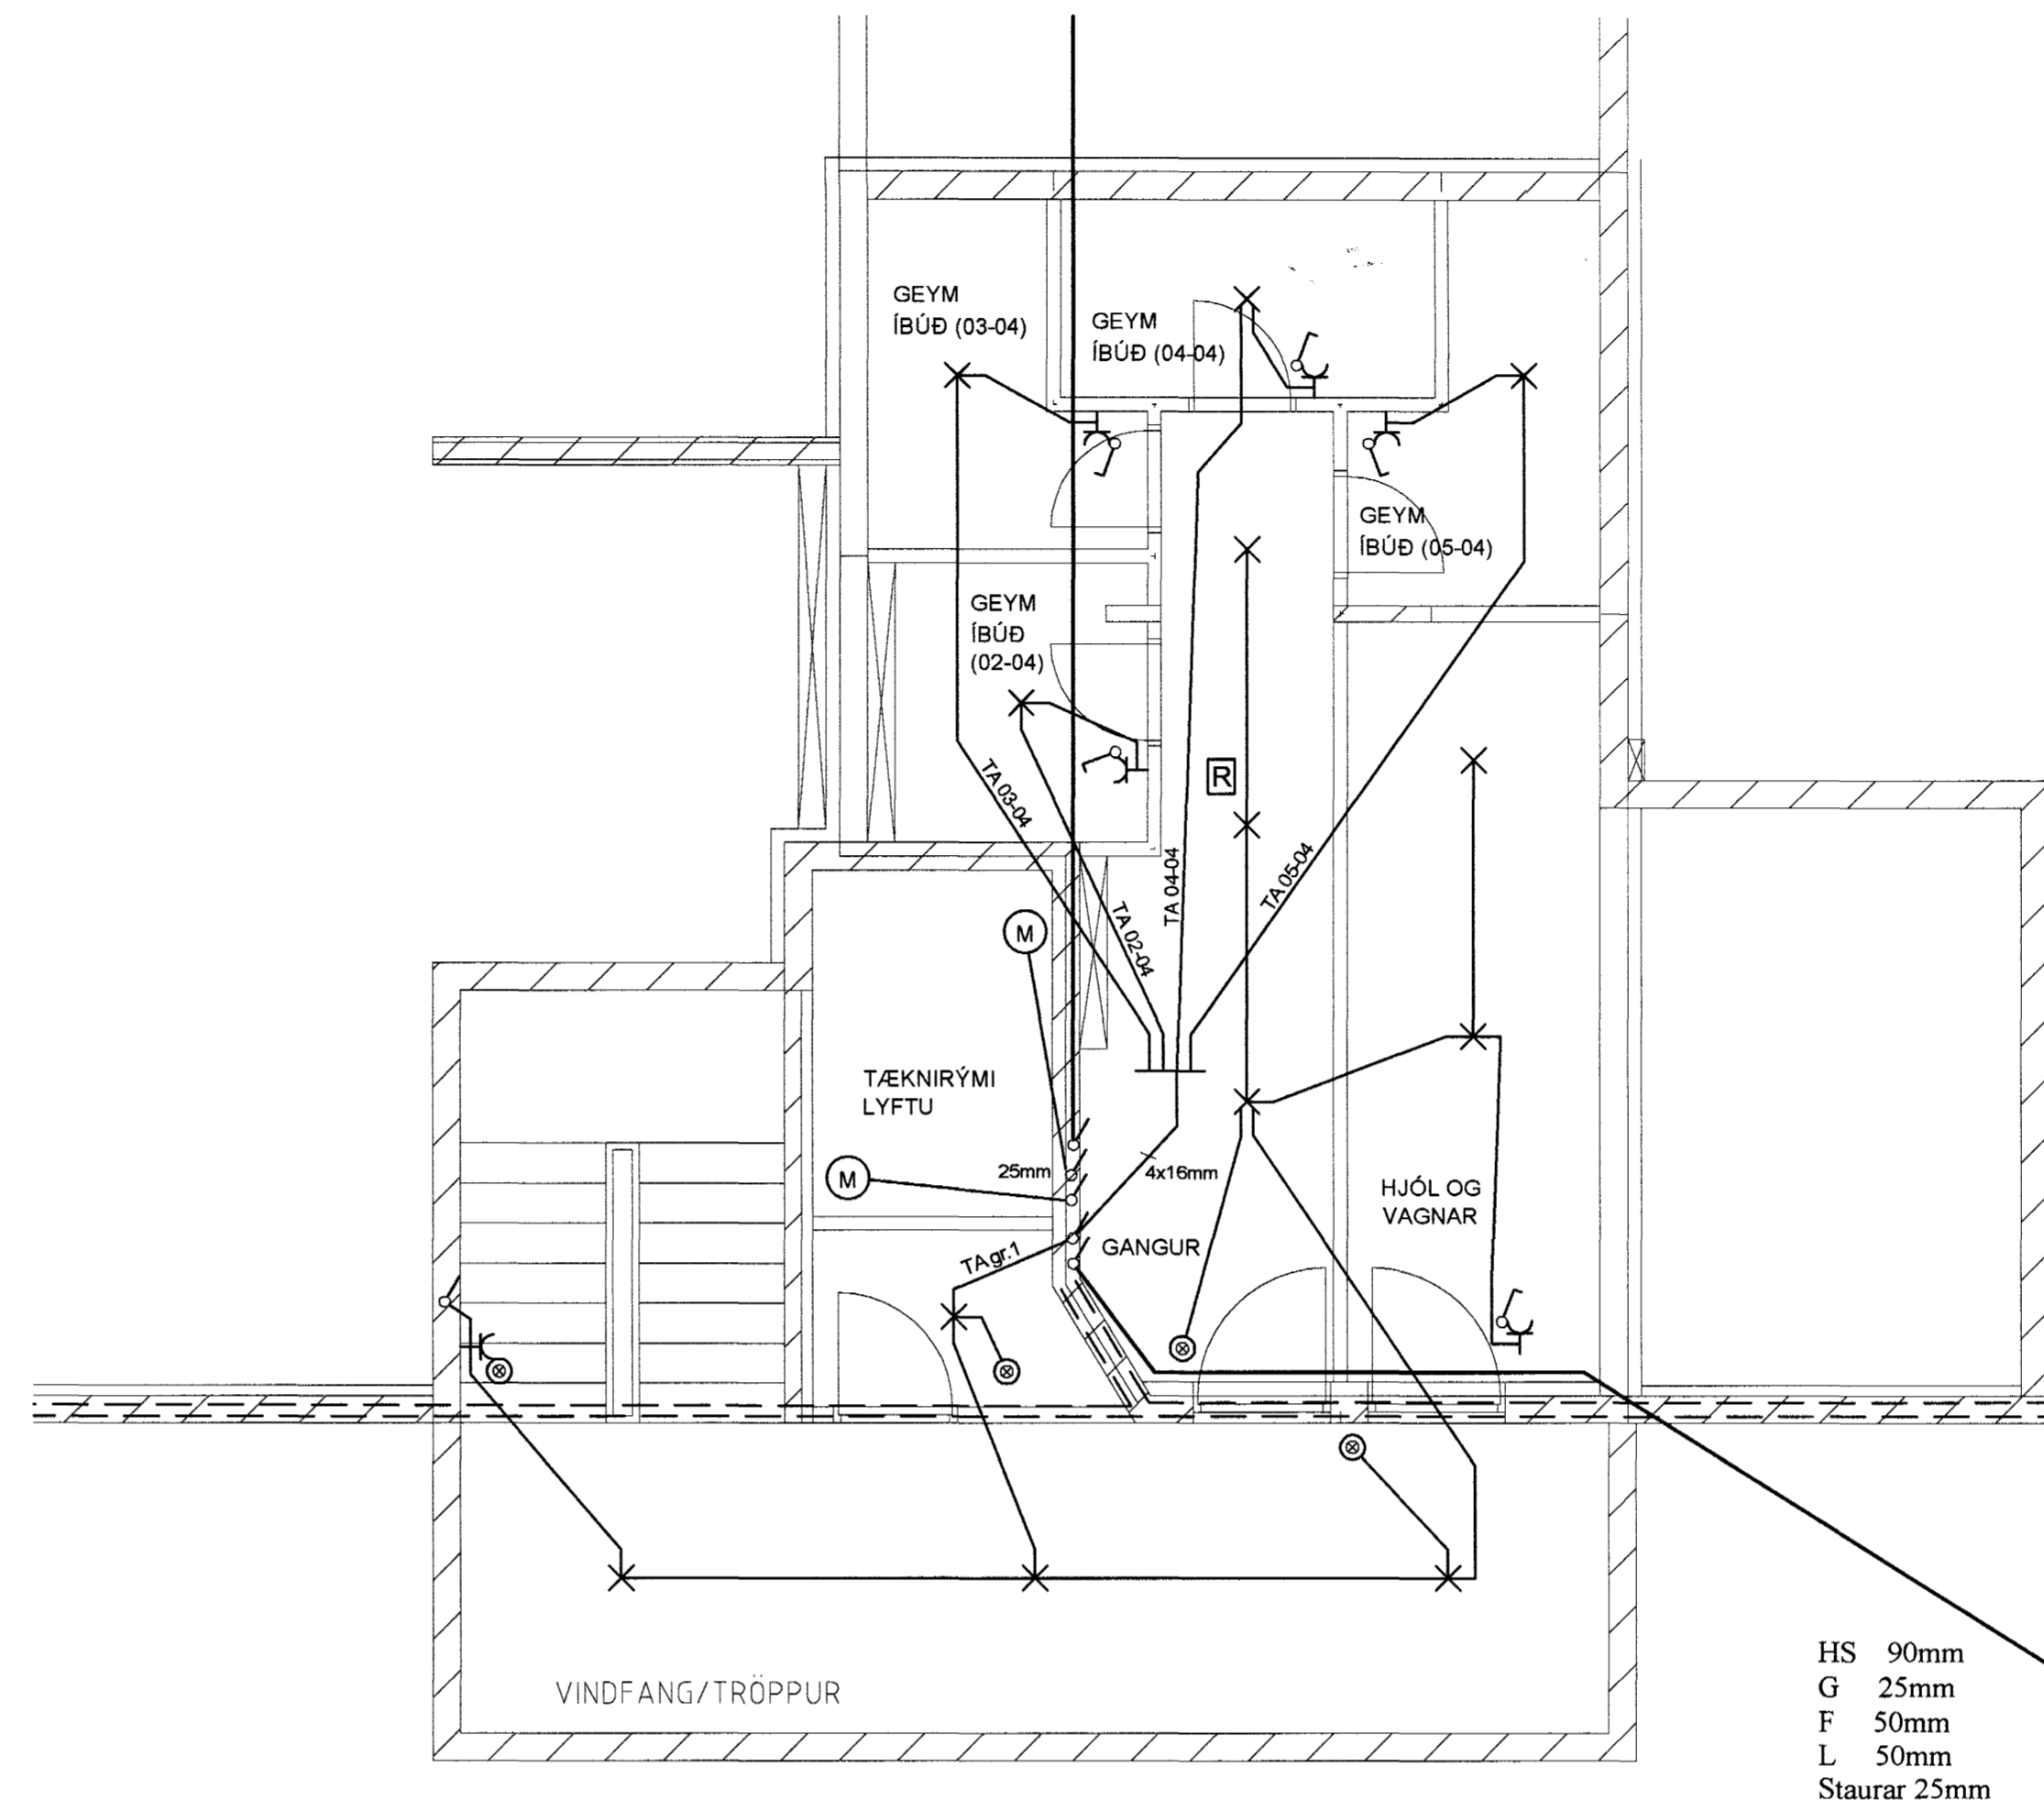 GEYM
ÍBÚÐ (03-04)
GEYM
ÍBÚÐ (04-04)
GEYM
ÍBÚÐ (05-04)
GEYM
ÍBÚÐ
(02-04)
R
TA 03-04
TA 02-04
TA 04-04
TA 05-04
M
TÆKNIRÝMI
LYFTU
M
25mm
4x16mm
HJÓL OG
VAGNAR
GANGUR
TAgr.1
VINDFANG/TRÖPPUR
HS 90mm
G 25mm
F 50mm
L 50mm
Staurar 25mm